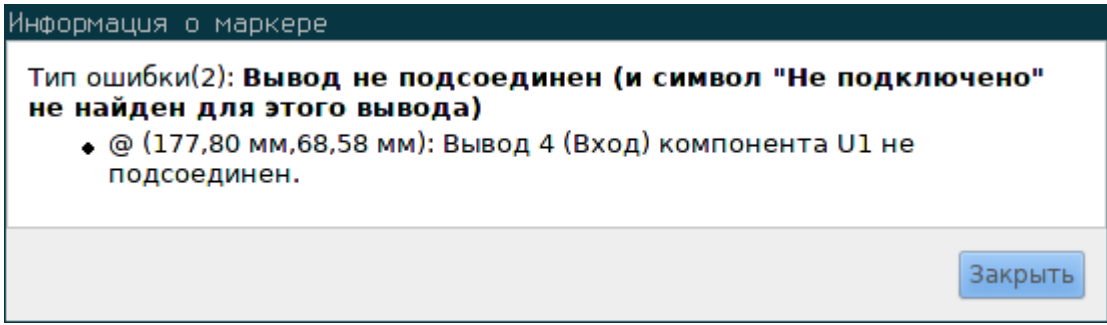 Информация о маркере
Тип ошибки(2): Вывод не подсоединен (и символ "Не подключено"
не найден для этого вывода)
@ (177,80 мм,68,58 мм): Вывод 4 (Вход) компонента U1 не
подсоединен.
Закрыть